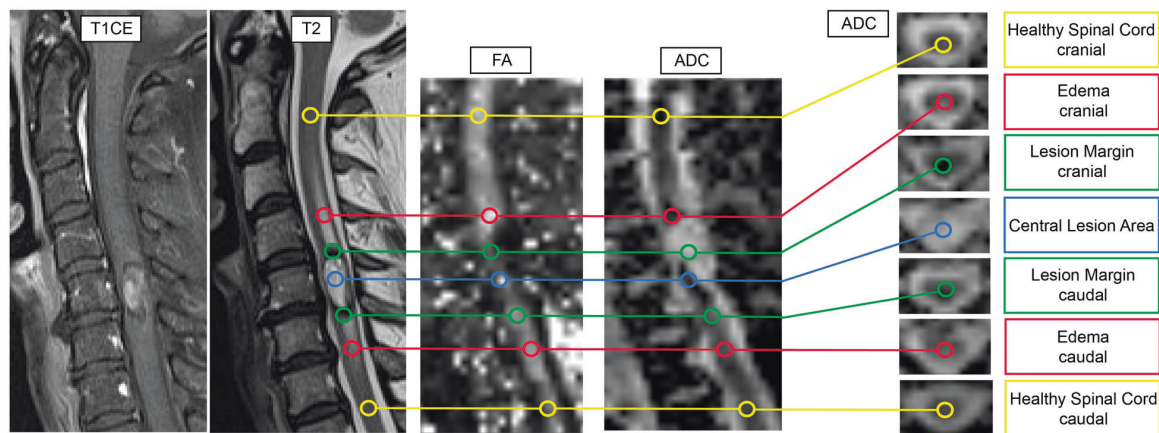 T1CE
T2
FA
ADC
ADC
Healthy Spinal Cord
cranial
Edema
cranial
Lesion Margin
cranial
Central Lesion Area
Lesion Margin
caudal
Edema
caudal
Healthy Spinal Cord
caudal